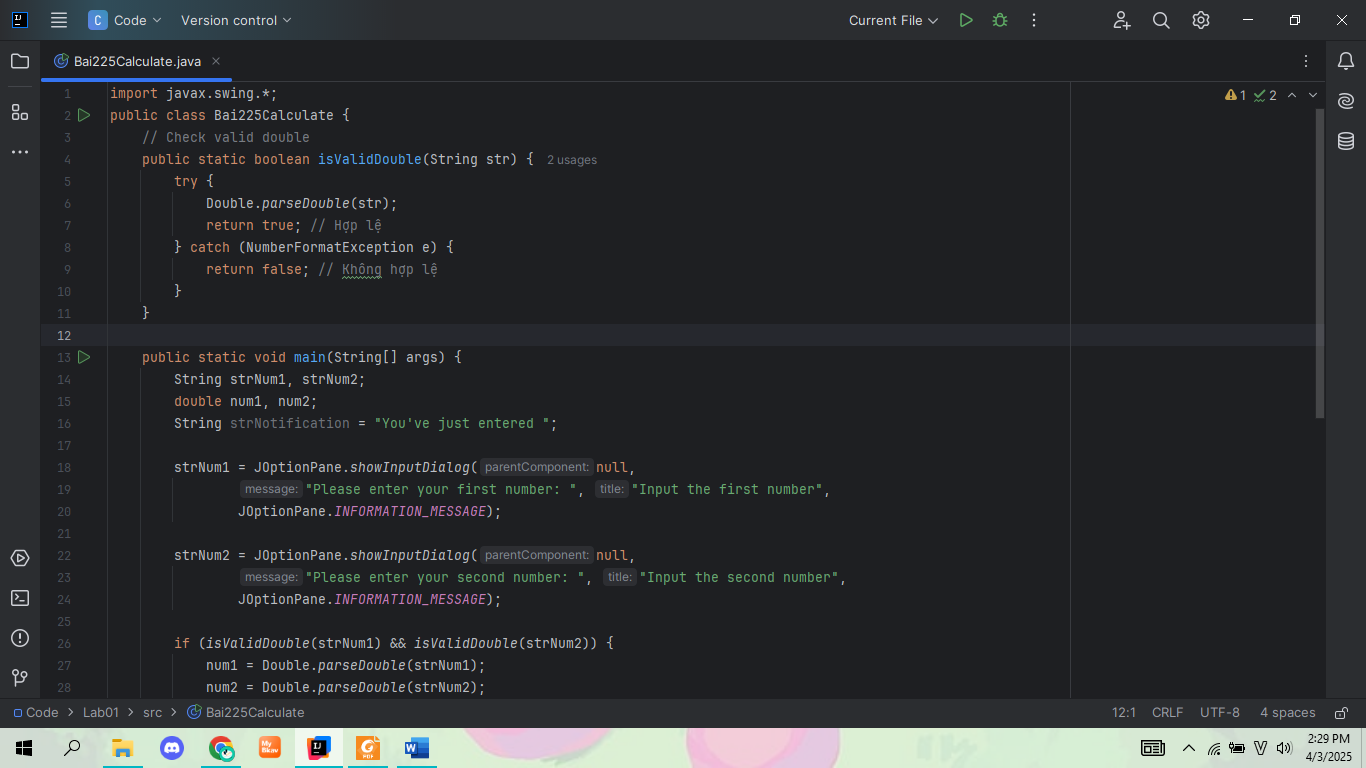 C Code Version control Current File
Bai225Calculate.java
1 import javax.swing.*; 1 2
2 public class Bai225Calculate {
3 // Check valid double
4 public static boolean isValidDouble(String str) { 2 usages
5 try {
6 Double.parseDouble(str);
7 return true; // Hợp lệ
8 } catch (NumberFormatException e) {
9 return false; // Không hợp lệ
10 }
11 }
12
13 public static void main(String[] args) {
14 String strNum1, strNum2;
15 double num1, num2;
16 String strNotification = "You've just entered ";
17
18 strNum1 = JOptionPane.showInputDialog( parentComponent: null,
19 message: "Please enter your first number: ", title: "Input the first number",
20 JOptionPane.INFORMATION_MESSAGE);
21
22 strNum2 = JOptionPane.showInputDialog( parentComponent: null,
23 message: "Please enter your second number: ", title: "Input the second number",
24 JOptionPane.INFORMATION_MESSAGE);
25
26 if (isValidDouble(strNum1) && isValidDouble(strNum2)) {
27 num1 = Double.parseDouble(strNum1);
28 num2 = Double.parseDouble(strNum2);
Code > Lab01 > src > Bai225Calculate 12:1 CRLF UTF-8 4 spaces
My Bkav
PDF
2:29 PM
4/3/2025